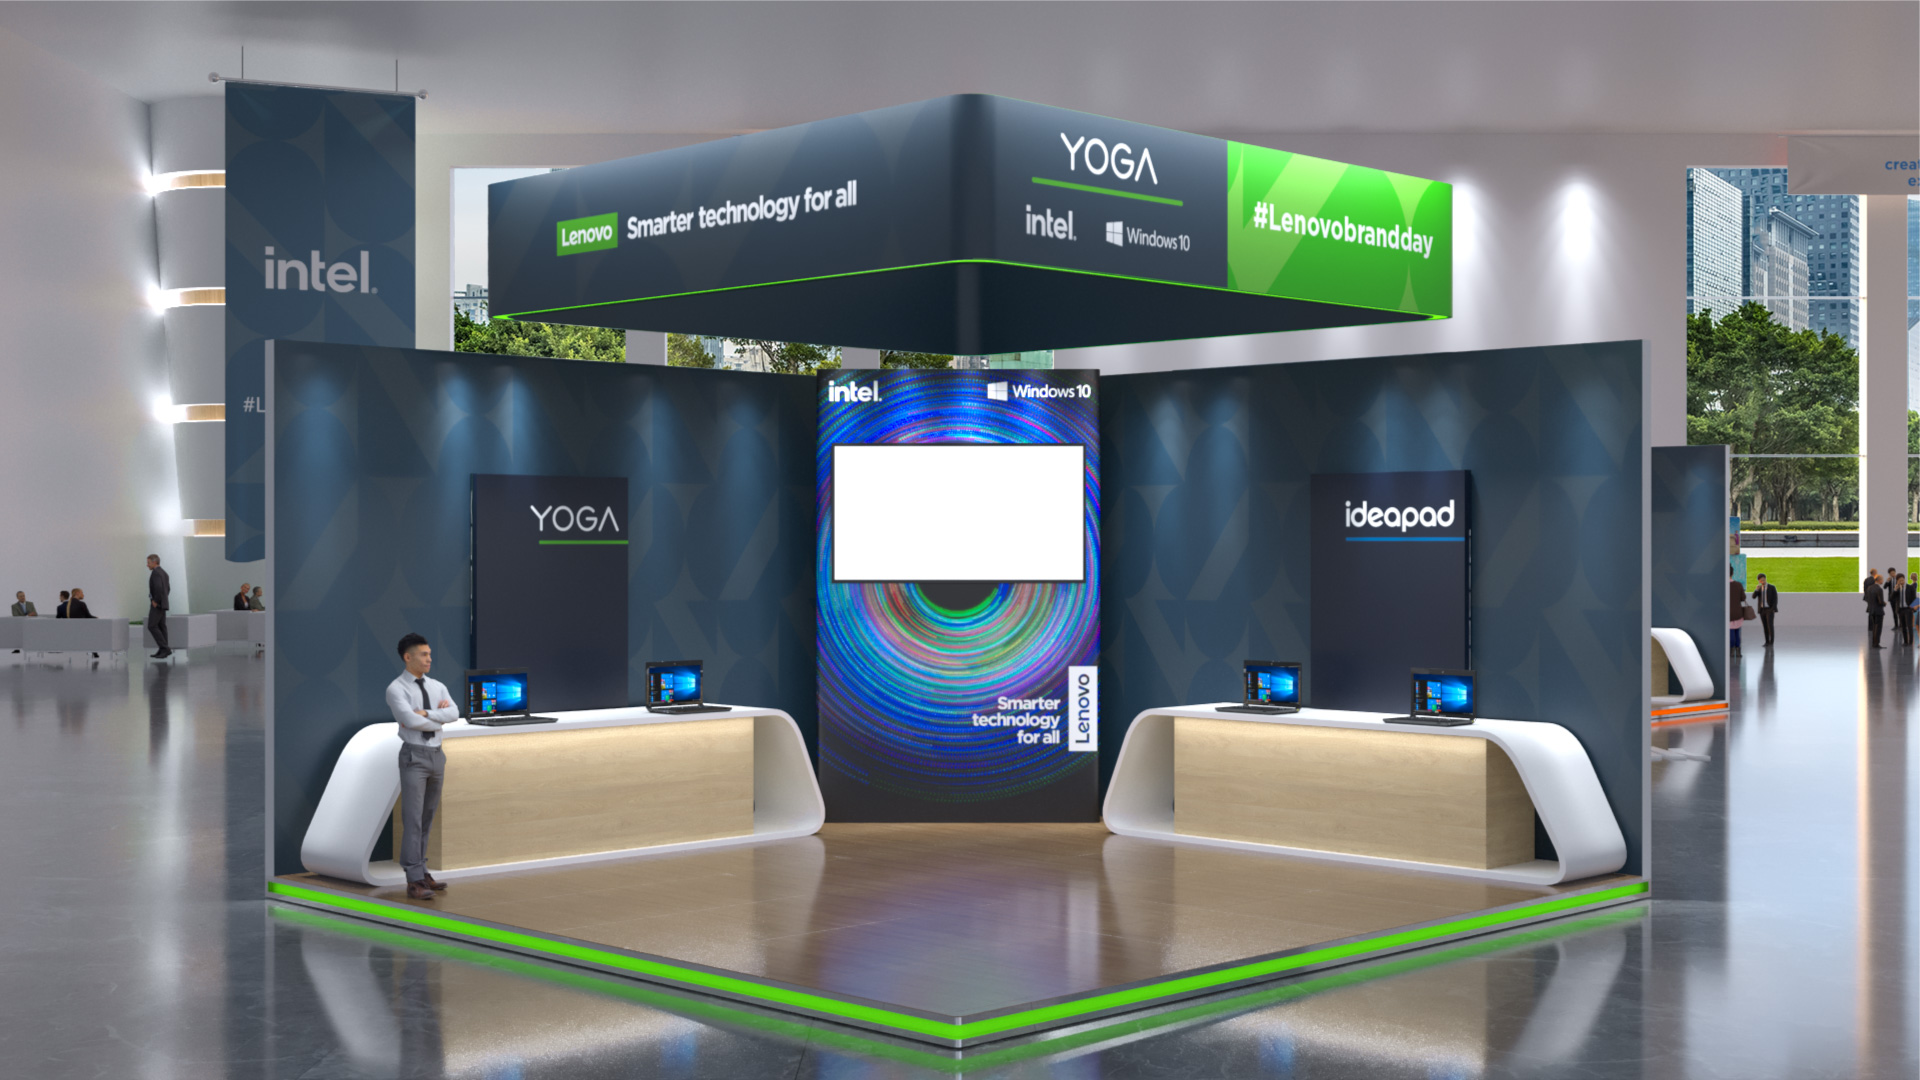 intel.
#L
Lenovo Smarter technology for all
YOGA
intel.
Windows 10
#Lenovobrandday
crea
intel.
Windows 10
YOGA
ideapad
Smarter
technology
for all
Lenovo